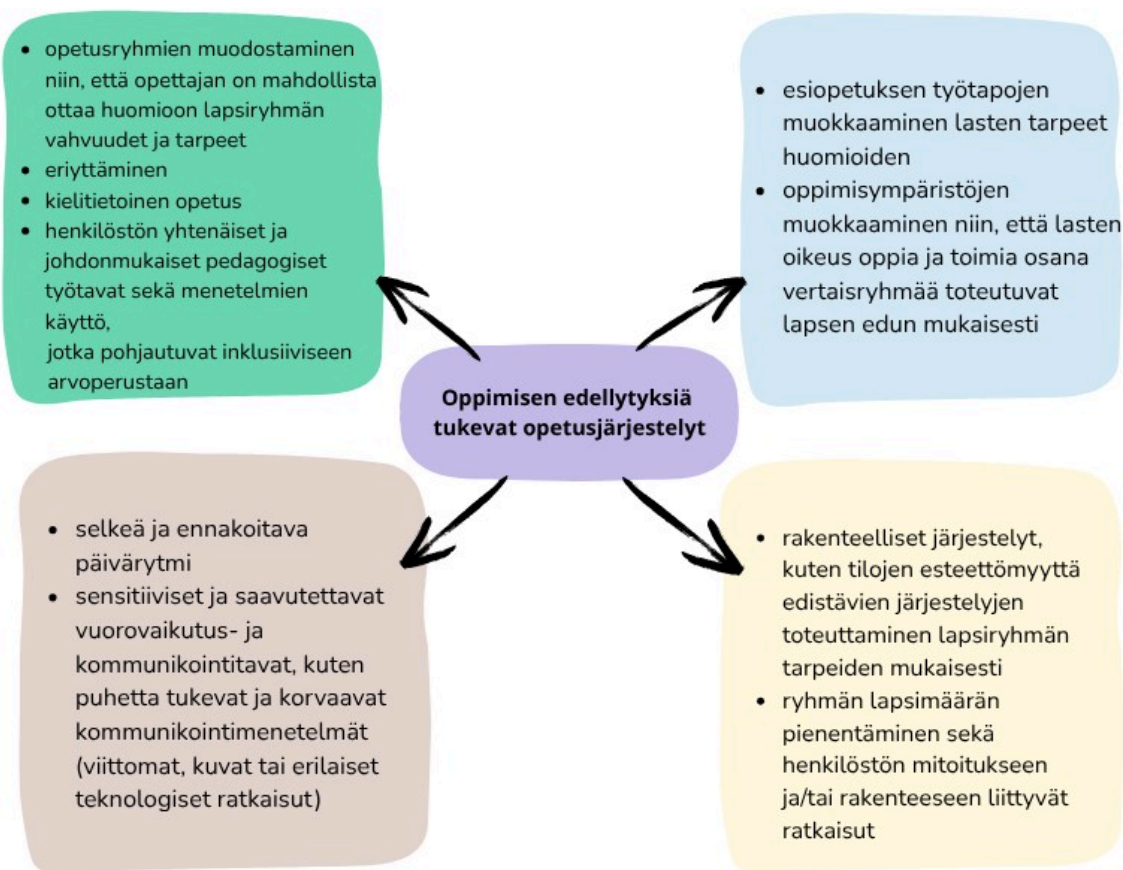 • opetusryhmien muodostaminen
niin, että opettajan on mahdollista
ottaa huomioon lapsiryhmän
vahvuudet ja tarpeet
• eriyttäminen
• kielitietoinen opetus
• henkilöstön yhtenäiset ja
johdonmukaiset pedagogiset
työtavat sekä menetelmien
käyttö,
jotka pohjautuvat inklusiiviseen
arvoperustaan
• esiopetuksen työtapojen
muokkaaminen lasten tarpeet
huomioiden
• oppimisympäristöjen
muokkaaminen niin, että lasten
oikeus oppia ja toimia osana
vertaisryhmää toteutuvat
lapsen edun mukaisesti
Oppimisen edellytyksiä
tukevat opetusjärjestelyt
• selkeä ja ennakoitava
päivärytmi
• sensitiiviset ja saavutettavat
vuorovaikutus- ja
kommunikointitavat, kuten
puhetta tukevat ja korvaavat
kommunikointimenetelmät
(viittomat, kuvat tai erilaiset
teknologiset ratkaisut)
• rakenteelliset järjestelyt,
kuten tilojen esteettömyyttä
edistävien järjestelyjen
toteuttaminen lapsiryhmän
tarpeiden mukaisesti
• ryhmän lapsimäärän
pienentäminen sekä
henkilöstön mitoitukseen
ja/tai rakenteeseen liittyvät
ratkaisut